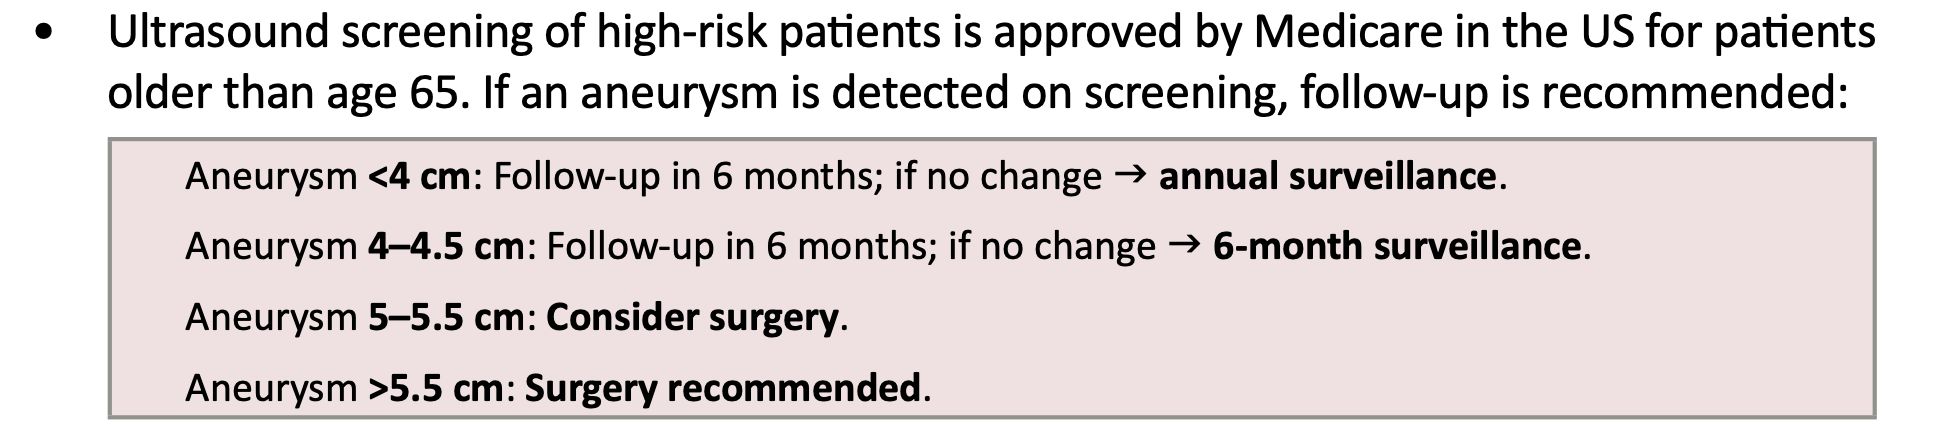 • Ultrasound screening of high-risk patients is approved by Medicare in the US for patients
older than age 65. If an aneurysm is detected on screening, follow-up is recommended:
Aneurysm <4 cm: Follow-up in 6 months; if no change → annual surveillance.
Aneurysm 4–4.5 cm: Follow-up in 6 months; if no change → 6-month surveillance.
Aneurysm 5–5.5 cm: Consider surgery.
Aneurysm >5.5 cm: Surgery recommended.